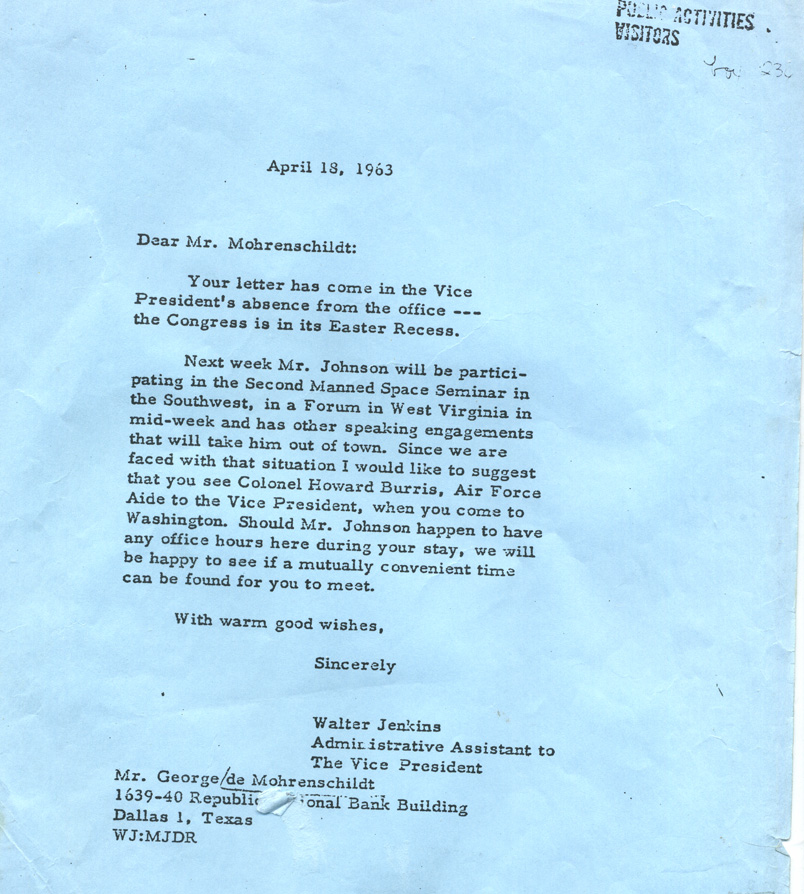 PUBLIC ACTIVITIES
VISITORS
April 18, 1963
Dear Mr. Mohrenschildt:
Your letter has come in the Vice
President's absence from the office ---
the Congress is in its Easter Recess.
Next week Mr. Johnson will be partici-
pating in the Second Manned Space Seminar in
the Southwest, in a Forum in West Virginia in
mid-week and has other speaking engagements
that will take him out of town. Since we are
faced with that situation I would like to suggest
that you see Colonel Howard Burris, Air Force
Aide to the Vice President, when you come to
Washington. Should Mr. Johnson happen to have
any office hours here during your stay, we will
be happy to see if a mutually convenient time
can be found for you to meet.
With warm good wishes,
Sincerely
Walter Jenkins
Administrative Assistant to
The Vice President
Mr. George/de Mohrenschildt
1639-40 Bank Building
Dallas 1, Texas
WJ:MJDR